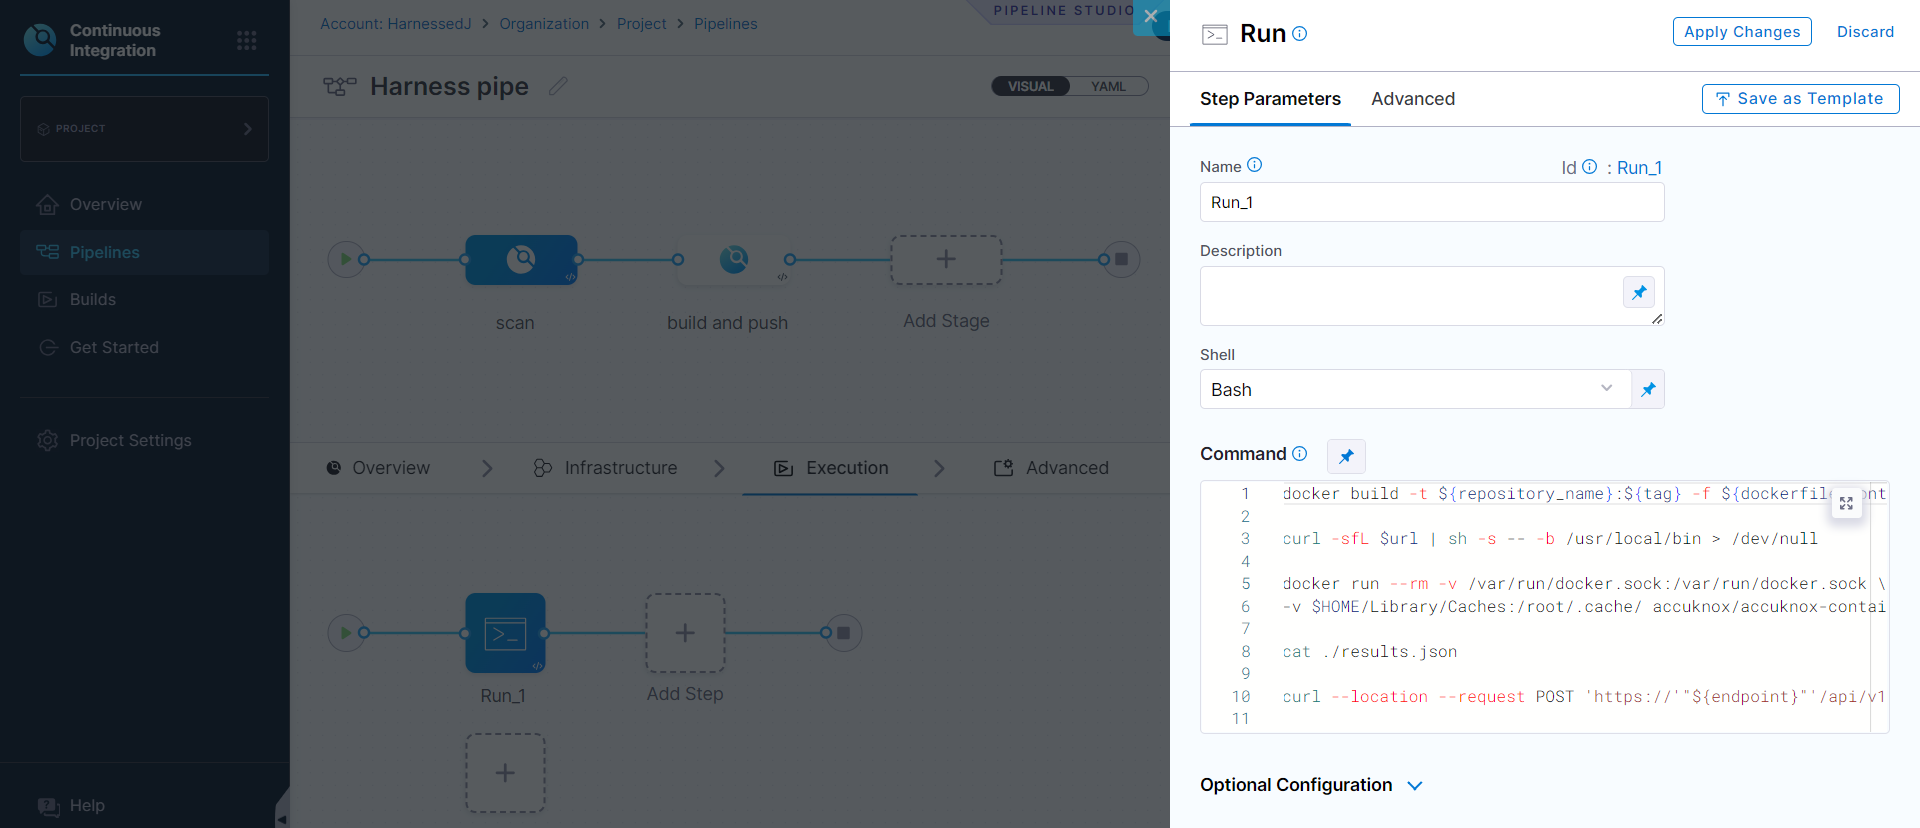 Continuous
Integration
PROJECT
Overview
Pipelines
Builds
Get Started
Project Settings
Help
Account: HarnessedJ > Organization > Project > Pipelines
PIPELINE STUDIO
Harness pipe
VISUAL YAML
scan
build and push
Add Stage
Overview
Infrastructure
Execution
Advanced
Run_1
Add Step
Run
Apply Changes
Discard
Step Parameters
Advanced
Save as Template
Name
Id : Run_1
Run_1
Description
Shell
Bash
Command
1 docker build -t ${repository_name}:${tag} -f ${dockerfile ont
2
3 curl -sfL $url | sh -s -- -b /usr/local/bin > /dev/null
4
5 docker run --rm -v /var/run/docker.sock:/var/run/docker.sock \
6 -v $HOME/Library/Caches:/root/.cache/ accuknox/accuknox-contai
7
8 cat ./results.json
9
10 curl --location --request POST 'https://'"${endpoint}"'/api/v1
11
Optional Configuration